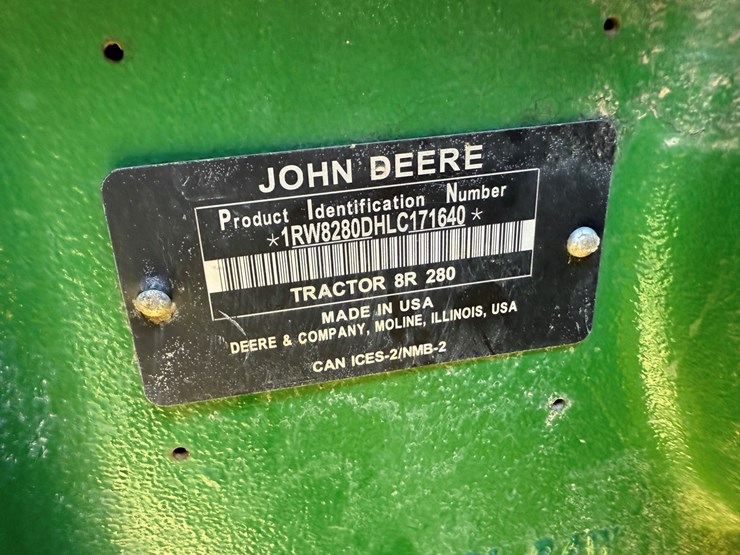 JOHN DEERE
Product Identification Number
*1RW8280DHLC171640*
TRACTOR 8R 280
MADE IN USA
DEERE & COMPANY, MOLINE, ILLINOIS, USA
CAN ICES-2/NMB-2